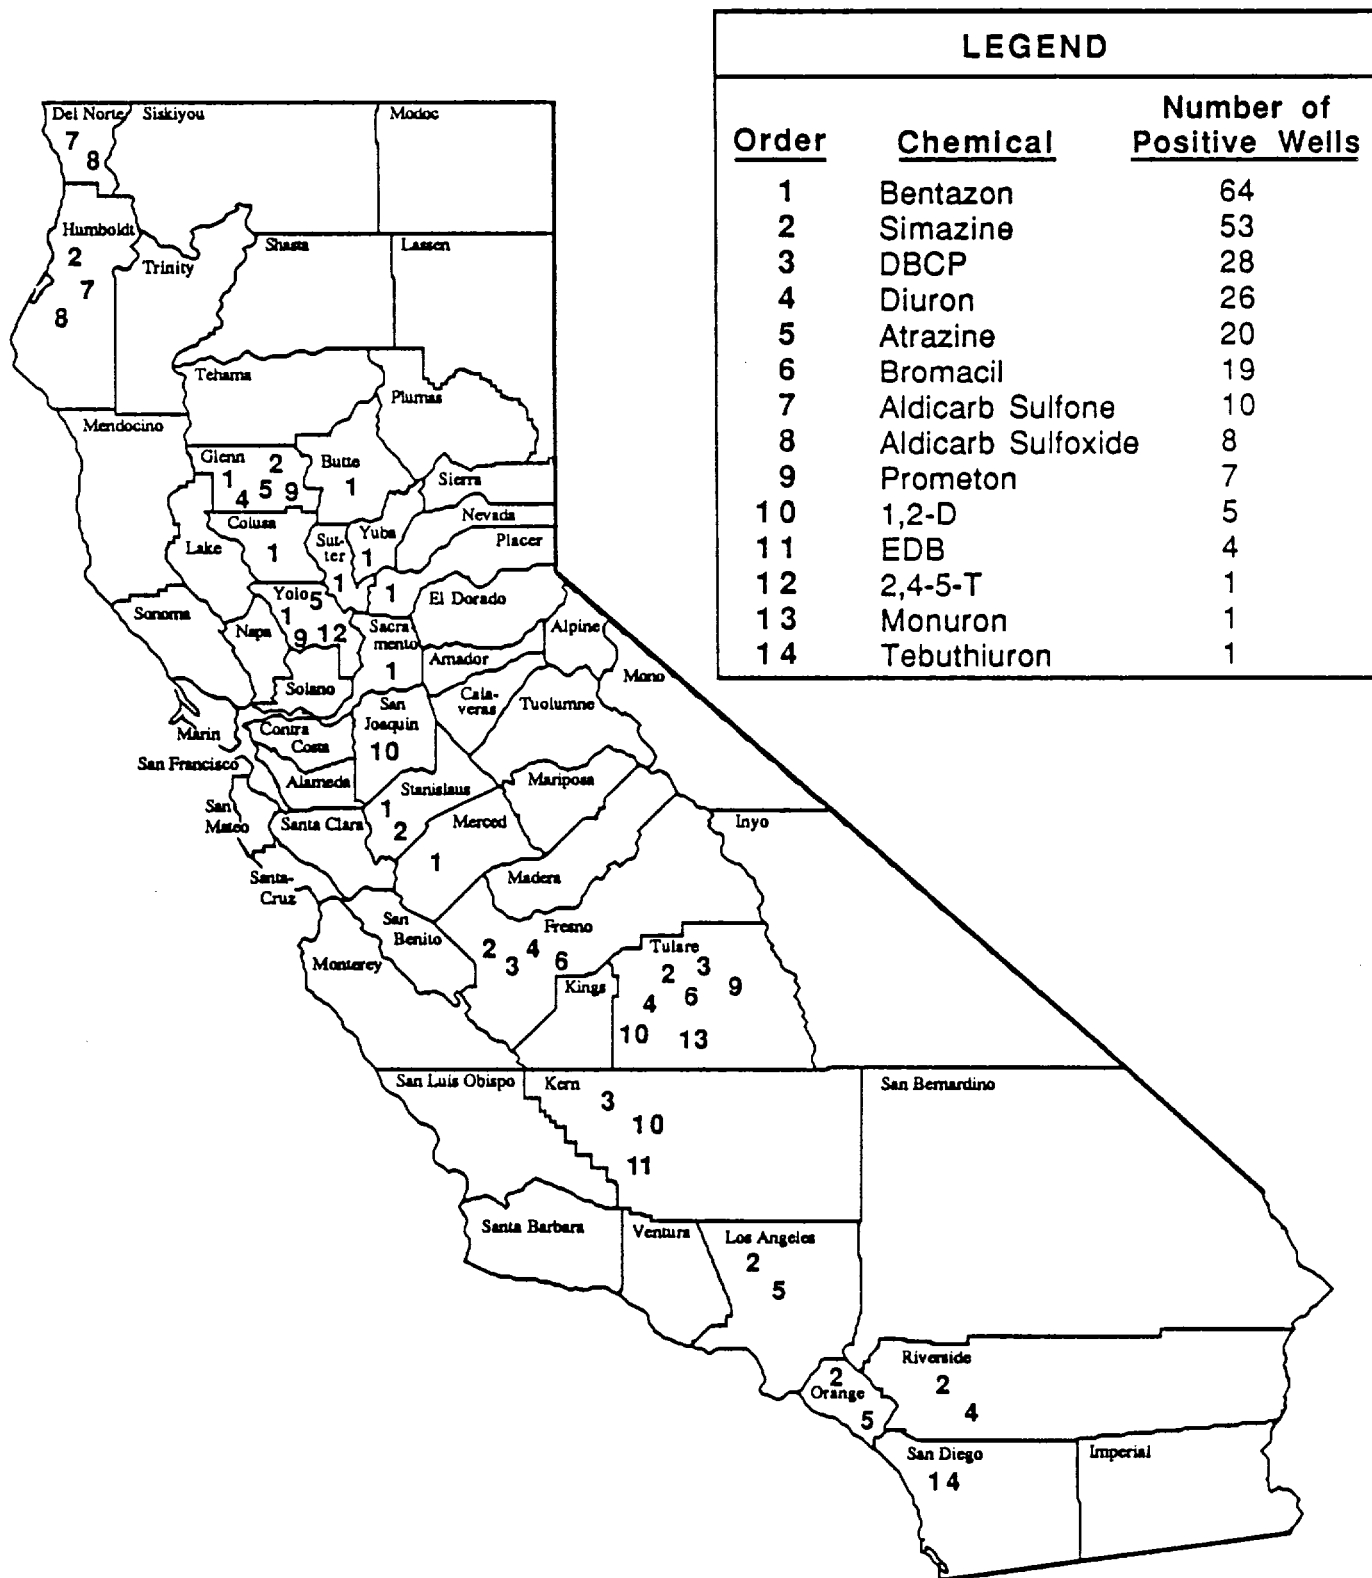 LEGEND
Order Chemical Number of Positive Wells
1 Bentazon 64
2 Simazine 53
3 DBCP 28
4 Diuron 26
5 Atrazine 20
6 Bromacil 19
7 Aldicarb Sulfone 10
8 Aldicarb Sulfoxide 8
9 Prometon 7
10 1,2-D 5
11 EDB 4
12 2,4-5-T 1
13 Monuron 1
14 Tebuthiuron 1
Del Norte
7
8
Siskiyou
Modoc
Humboldt
2
7
8
Trinity
Shasta
Lassen
Tehama
Plumas
Mendocino
Glenn
2
1
5 9
4
Butte
1
Sierra
Nevada
Placer
1
Colusa
1
Lake
Sut-
ter
1
Yuba
1
El Dorado
Sonoma
Napa
Yolo 5
1
9 12
Sacra-
mento
1
Alpine
Amador
Solano
Mono
Cala-
veras
Tuolumne
Marin
Contra
Costa
San
Joaquin
10
San Francisco
Alameda
Stanislaus
1
2
Mariposa
San
Mateo
Santa Clara
Merced
1
Inyo
Santa-
Cruz
Madera
San
Benito
Fresno
2 4
3 6
Monterey
Kings
Tulare
3
2
9
6
4
10 13
San Luis Obispo
Kern
3
10
11
San Bernardino
Santa Barbara
Ventura
Los Angeles
2
5
Riverside
2
4
2
Orange
5
San Diego
14
Imperial